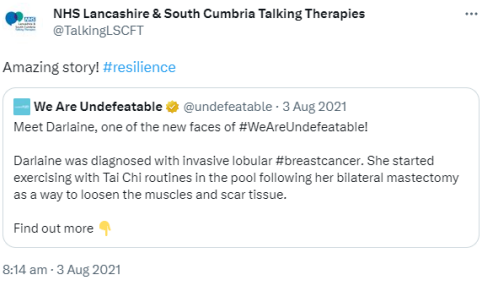 NHS Lancashire & South Cumbria Talking Therapies
@TalkingLSCFT
Amazing story! #resilience
We Are Undefeatable @undefeatable · 3 Aug 2021
Meet Darlaine, one of the new faces of #WeAreUndefeatable!
Darlaine was diagnosed with invasive lobular #breastcancer. She started
exercising with Tai Chi routines in the pool following her bilateral mastectomy
as a way to loosen the muscles and scar tissue.
Find out more 👇
8:14 am · 3 Aug 2021